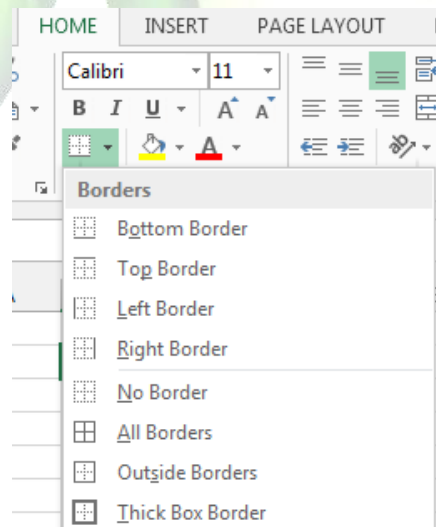 HOME INSERT PAGE LAYOUT
Calibri 11
B I U A A
A
Borders
Bottom Border
Top Border
Left Border
Right Border
No Border
All Borders
Outside Borders
Thick Box Border